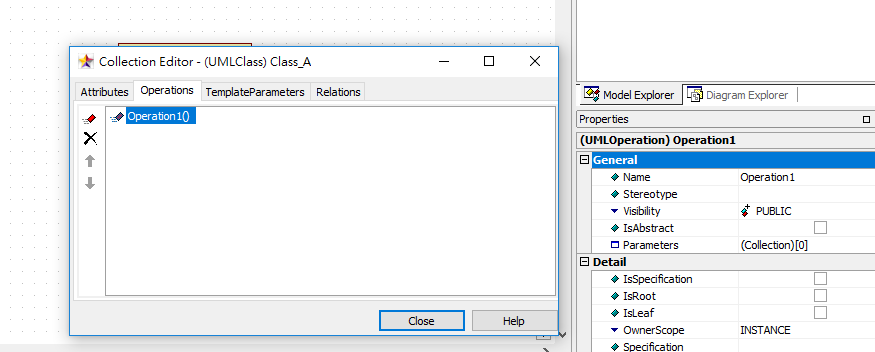 Collection Editor - (UMLClass) Class_A
Attributes Operations TemplateParameters Relations
Operation1()
Close Help
Model Explorer Diagram Explorer
Properties
(UMLOperation) Operation1
General
Name Operation1
Stereotype
Visibility PUBLIC
IsAbstract
Parameters (Collection)[0]
Detail
IsSpecification
IsRoot
IsLeaf
OwnerScope INSTANCE
Specification